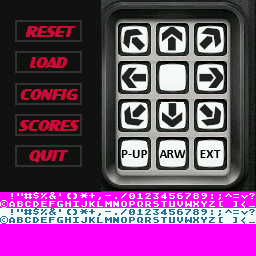 RESET
LOAD
CONFIG
SCORES
QUIT
P-UP ARW EXT
!"#$%&'()*+,-./0123456789:;^=v?
©ABCDEFGHIJKLMNOPQRSTUVWXYZ[ ]<_
!"#$%&'()*+,-./0123456789:;^=v?
©ABCDEFGHIJKLMNOPQRSTUVWXYZ[ ]<_